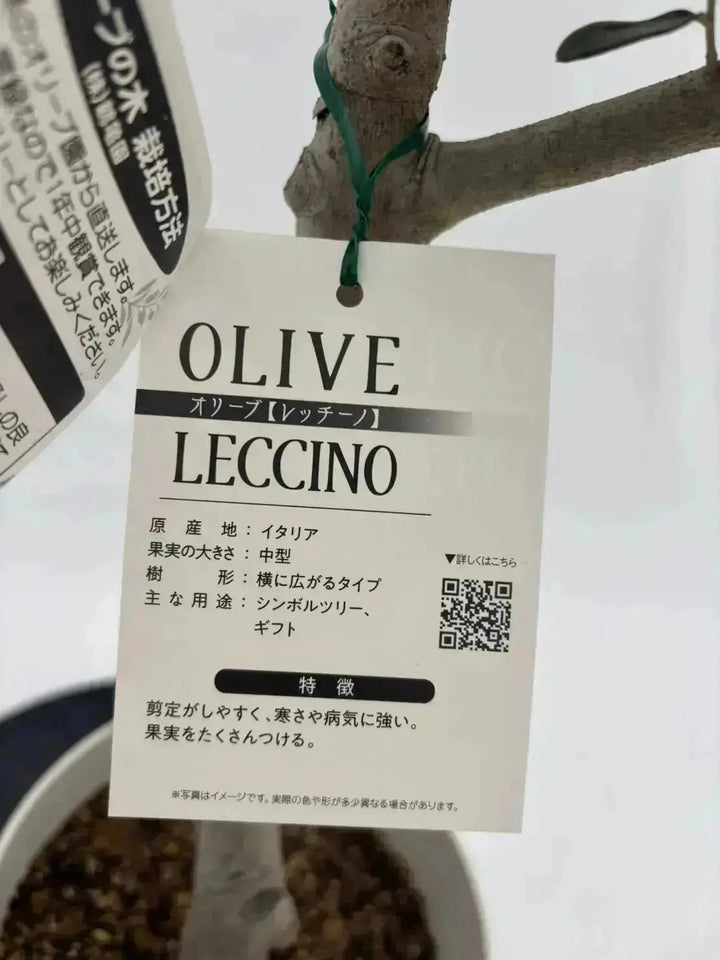 ーブの木 栽培方法
オリーブ園から直送します。
なので1年中観賞できます。
リーとしてお楽しみください。
の良
OLIVE
オリーブ【レッチーノ】
LECCINO
原産地：イタリア
果実の大きさ：中型
樹形：横に広がるタイプ
主な用途：シンボルツリー、
ギフト
▼詳しくはこちら
特徴
剪定がしやすく、寒さや病気に強い。
果実をたくさんつける。
※写真はイメージです。実際の色や形が多少異なる場合があります。